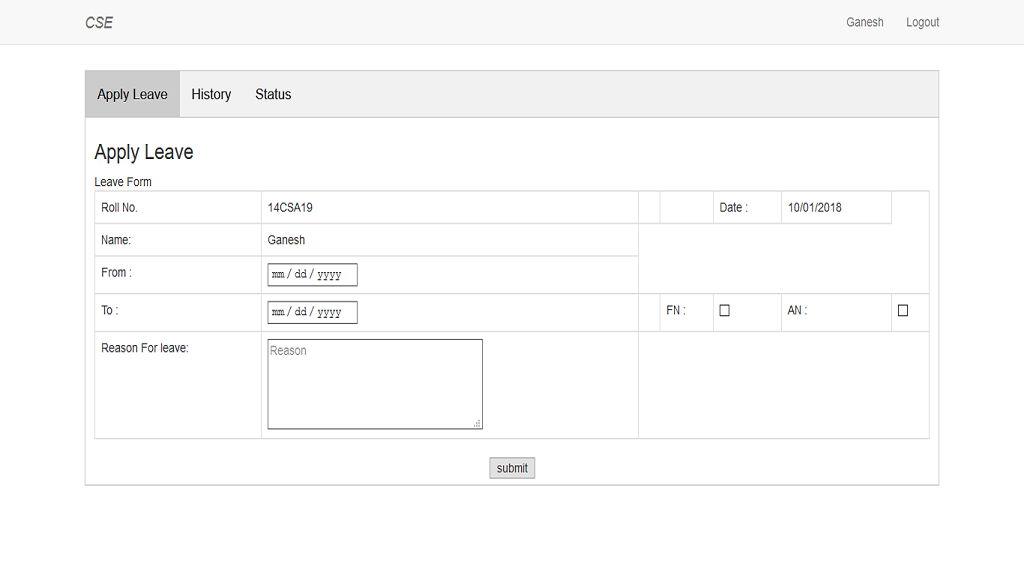 CSE Ganesh Logout
Apply Leave History Status
Apply Leave
Leave Form
Roll No. 14CSA19 Date : 10/01/2018
Name: Ganesh
From : mm / dd / yyyy
To : mm / dd / yyyy FN : AN :
Reason For leave: Reason
submit